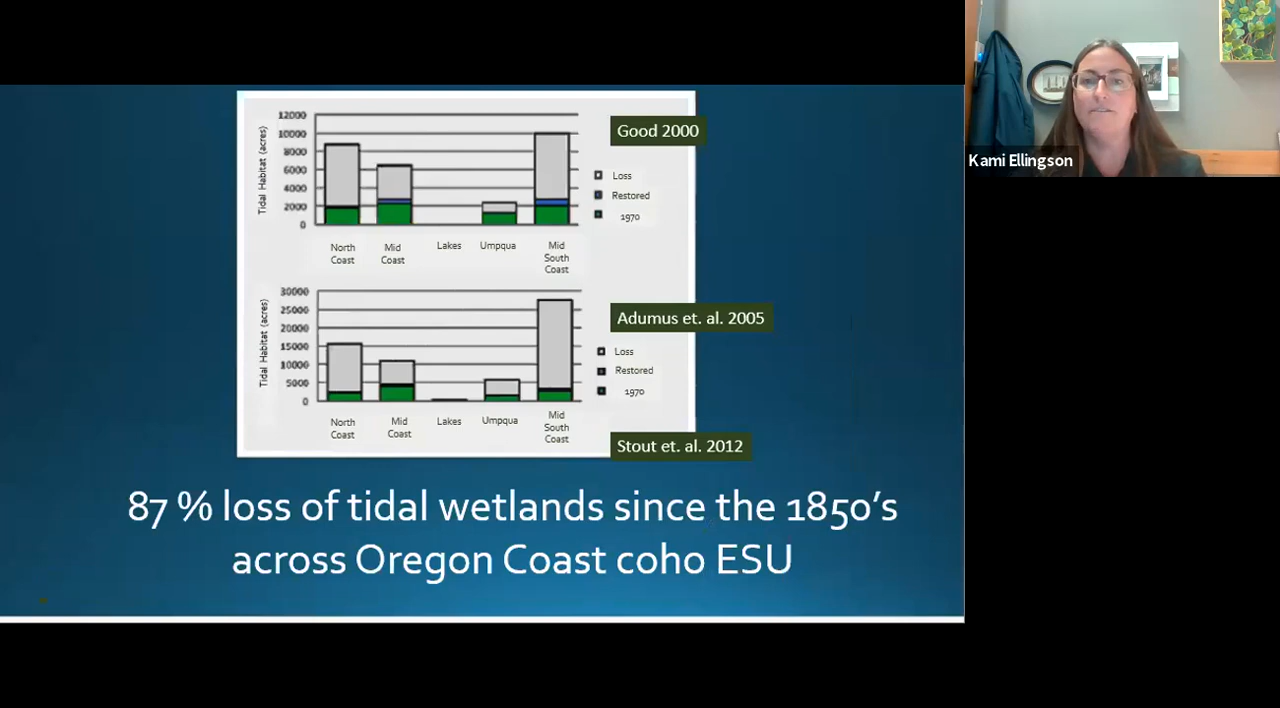 Good 2000
Tidal Habitat (acres)
12000
10000
8000
6000
4000
2000
0
North
Coast
Mid
Coast
Lakes
Umpqua
Mid
South
Coast
Loss
Restored
1970
Adumus et. al. 2005
Tidal Habitat (acres)
30000
25000
20000
15000
10000
5000
0
North
Coast
Mid
Coast
Lakes
Umpqua
Mid
South
Coast
Loss
Restored
1970
Stout et. al. 2012
87 % loss of tidal wetlands since the 1850's
across Oregon Coast coho ESU
Kami Ellingson